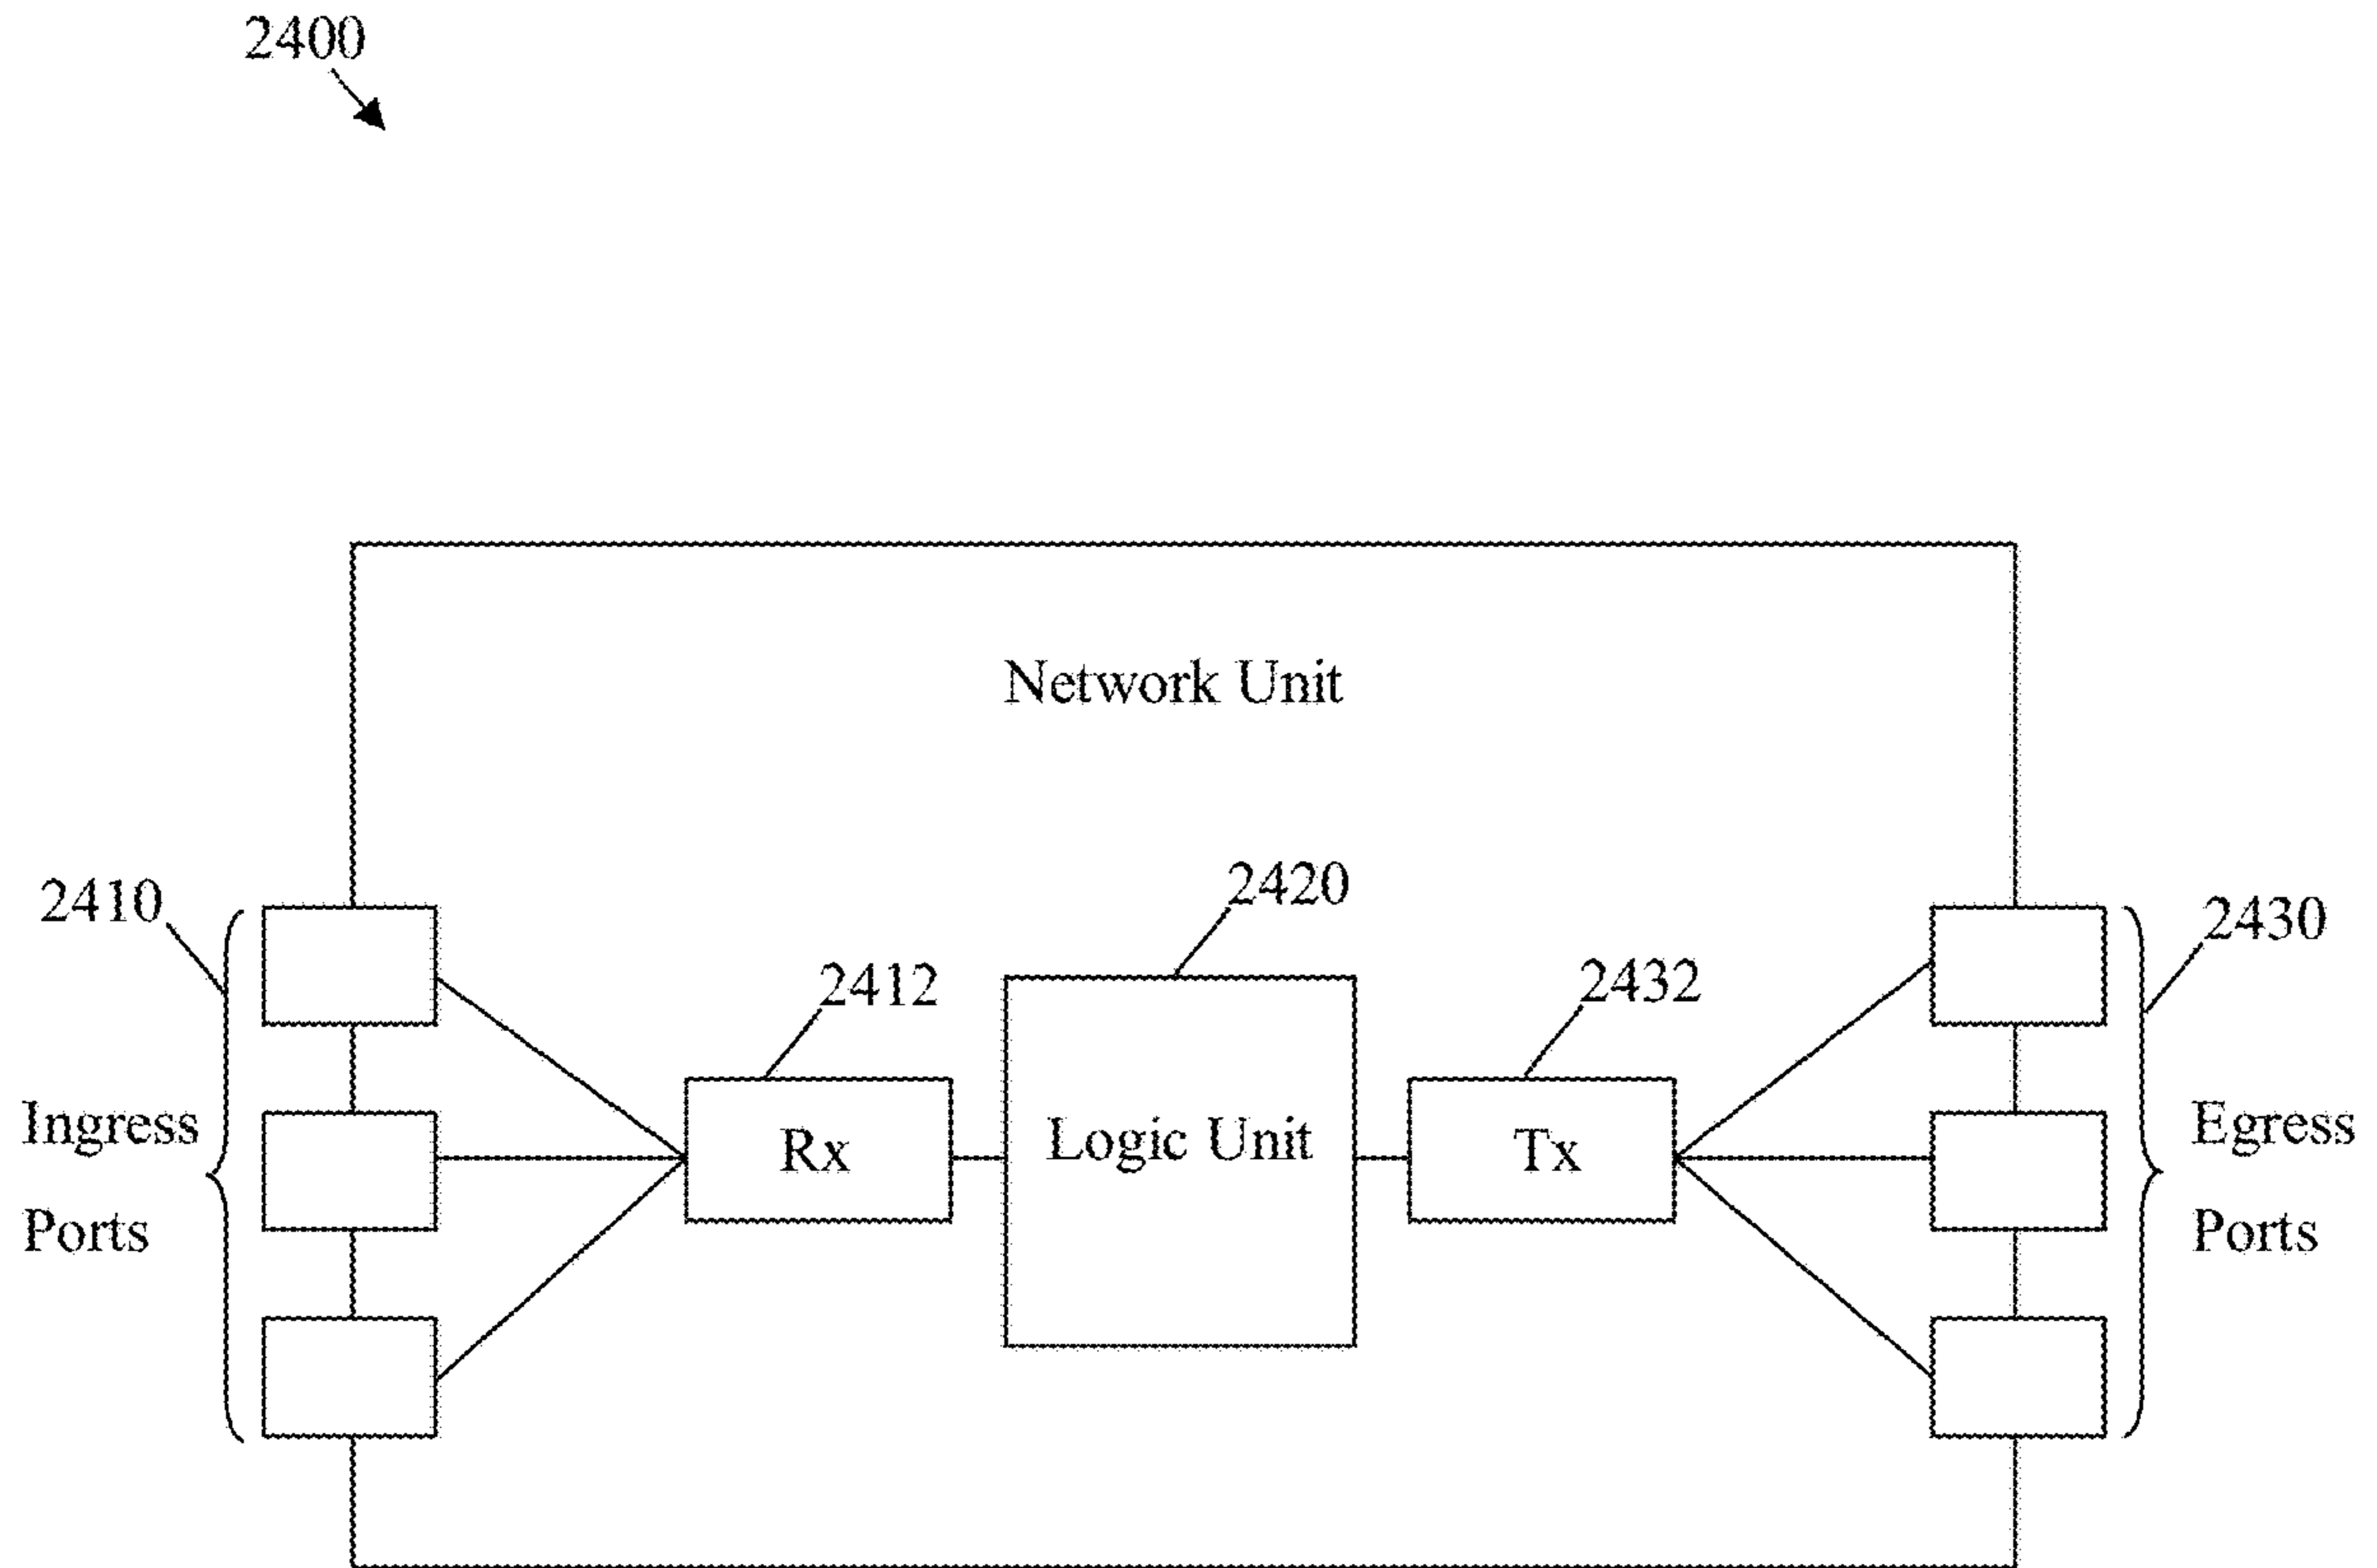 2400
Network Unit
2410
2420
2430
2412
2432
Ingress
Ports
Rx
Logic Unit
Tx
Egress
Ports